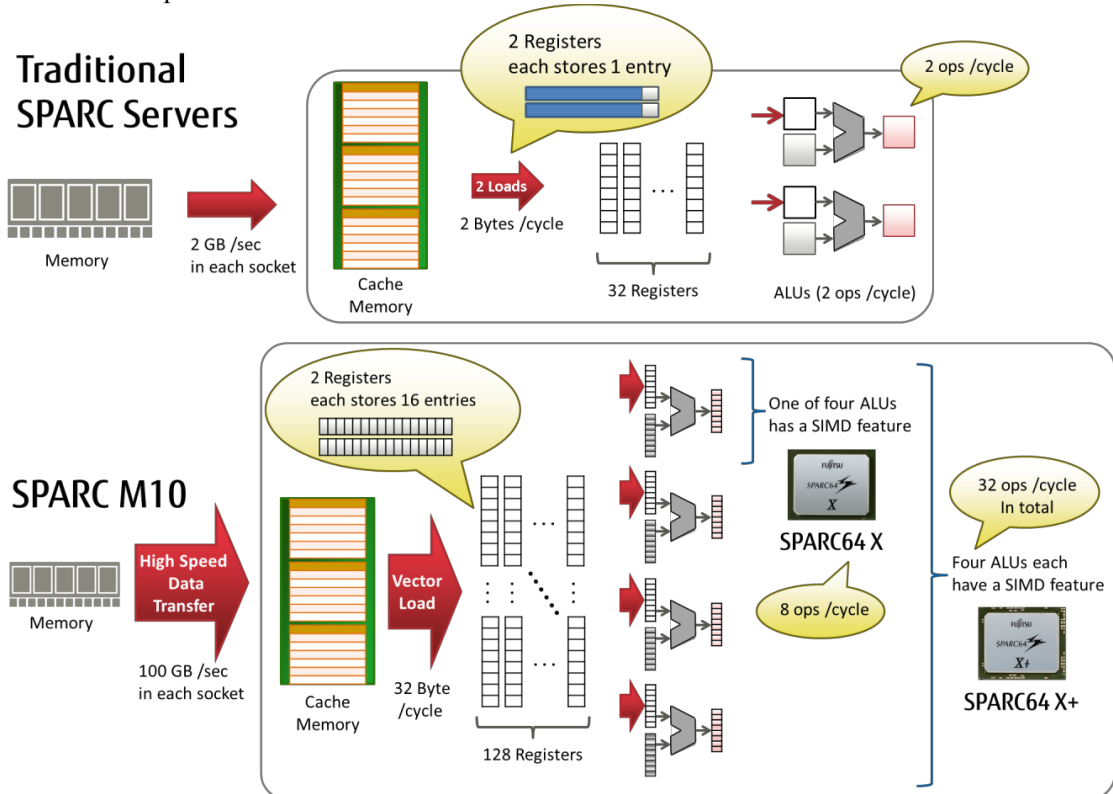 Traditional
SPARC Servers
Memory
2 GB /sec
in each socket
Cache
Memory
2 Registers
each stores 1 entry
2 Loads
2 Bytes /cycle
32 Registers
2 ops /cycle
ALUs (2 ops /cycle)
SPARC M10
Memory
High Speed
Data
Transfer
100 GB /sec
in each socket
2 Registers
each stores 16 entries
Cache
Memory
Vector
Load
32 Byte
/cycle
128 Registers
One of four ALUs
has a SIMD feature
FUJITSU
SPARC64
X
SPARC64 X
8 ops /cycle
32 ops /cycle
In total
Four ALUs each
have a SIMD feature
FUJITSU
SPARC64
X+
SPARC64 X+